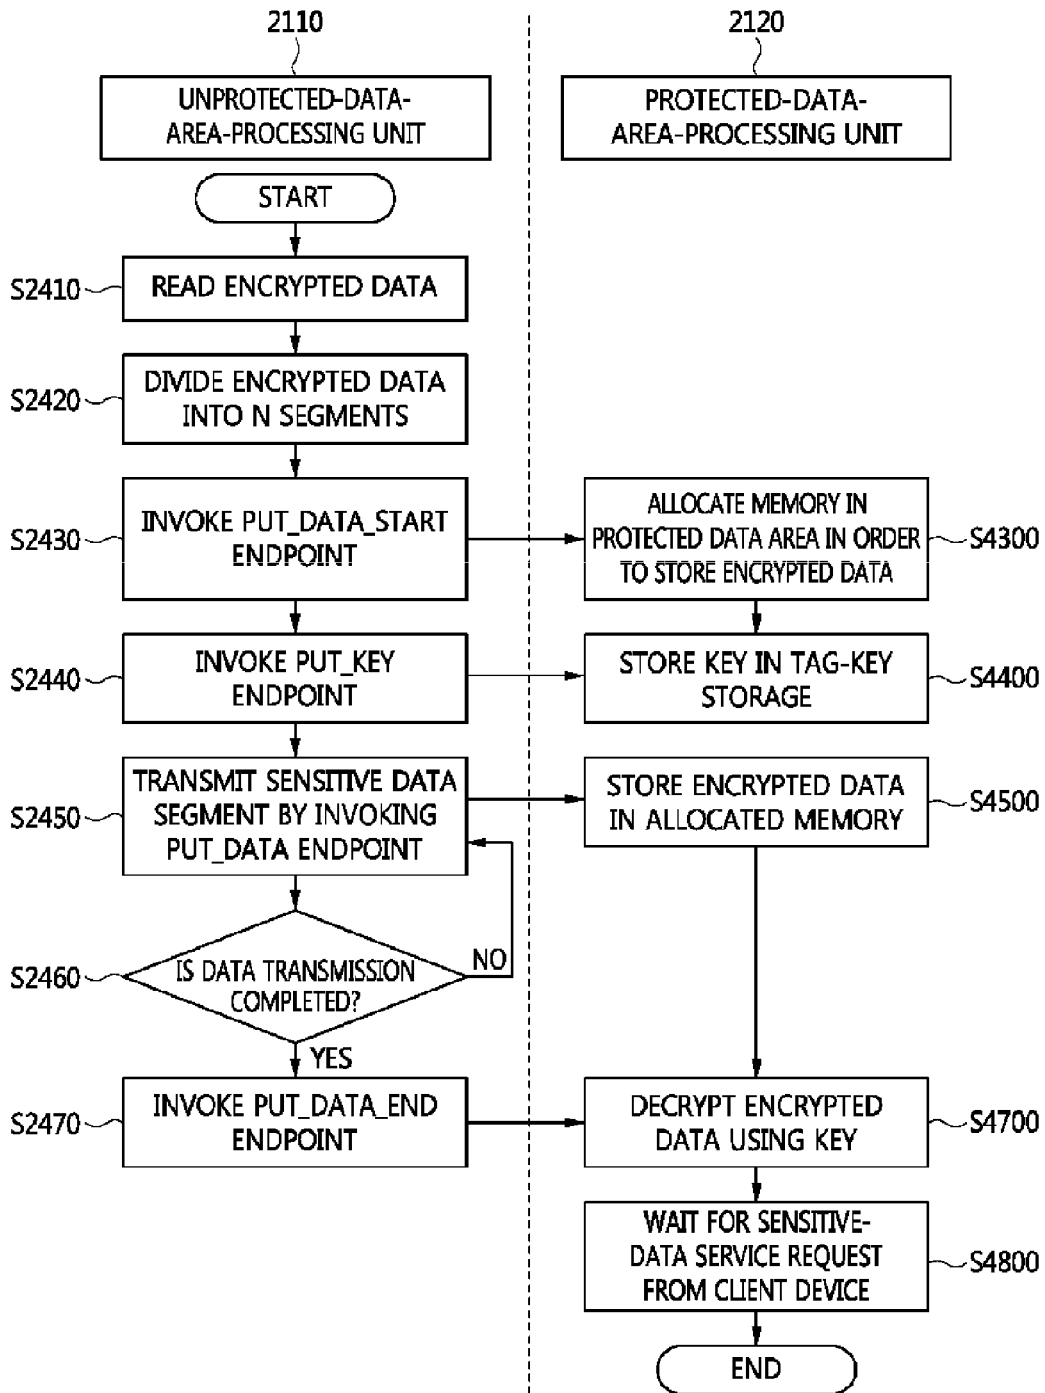 2110
2120
UNPROTECTED-DATA-
AREA-PROCESSING UNIT
PROTECTED-DATA-
AREA-PROCESSING UNIT
START
S2410
READ ENCRYPTED DATA
S2420
DIVIDE ENCRYPTED DATA
INTO N SEGMENTS
S2430
INVOKE PUT_DATA_START
ENDPOINT
ALLOCATE MEMORY IN
PROTECTED DATA AREA IN ORDER
TO STORE ENCRYPTED DATA
S4300
S2440
INVOKE PUT_KEY
ENDPOINT
STORE KEY IN TAG-KEY
STORAGE
S4400
S2450
TRANSMIT SENSITIVE DATA
SEGMENT BY INVOKING
PUT_DATA ENDPOINT
STORE ENCRYPTED DATA
IN ALLOCATED MEMORY
S4500
S2460
IS DATA TRANSMISSION
COMPLETED?
NO
YES
S2470
INVOKE PUT_DATA_END
ENDPOINT
DECRYPT ENCRYPTED
DATA USING KEY
S4700
WAIT FOR SENSITIVE-
DATA SERVICE REQUEST
FROM CLIENT DEVICE
S4800
END